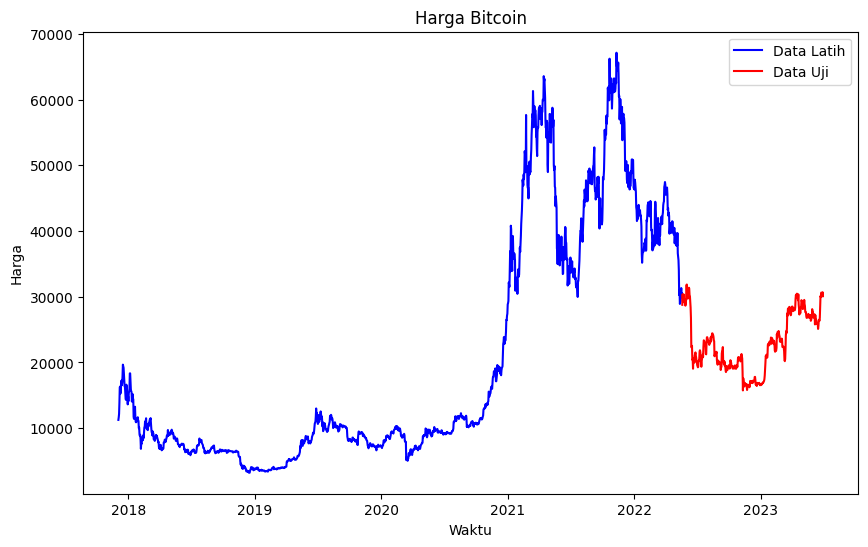 Harga Bitcoin
70000
60000
50000
40000
30000
20000
10000
Harga
Data Latih
Data Uji
2018 2019 2020 2021 2022 2023
Waktu